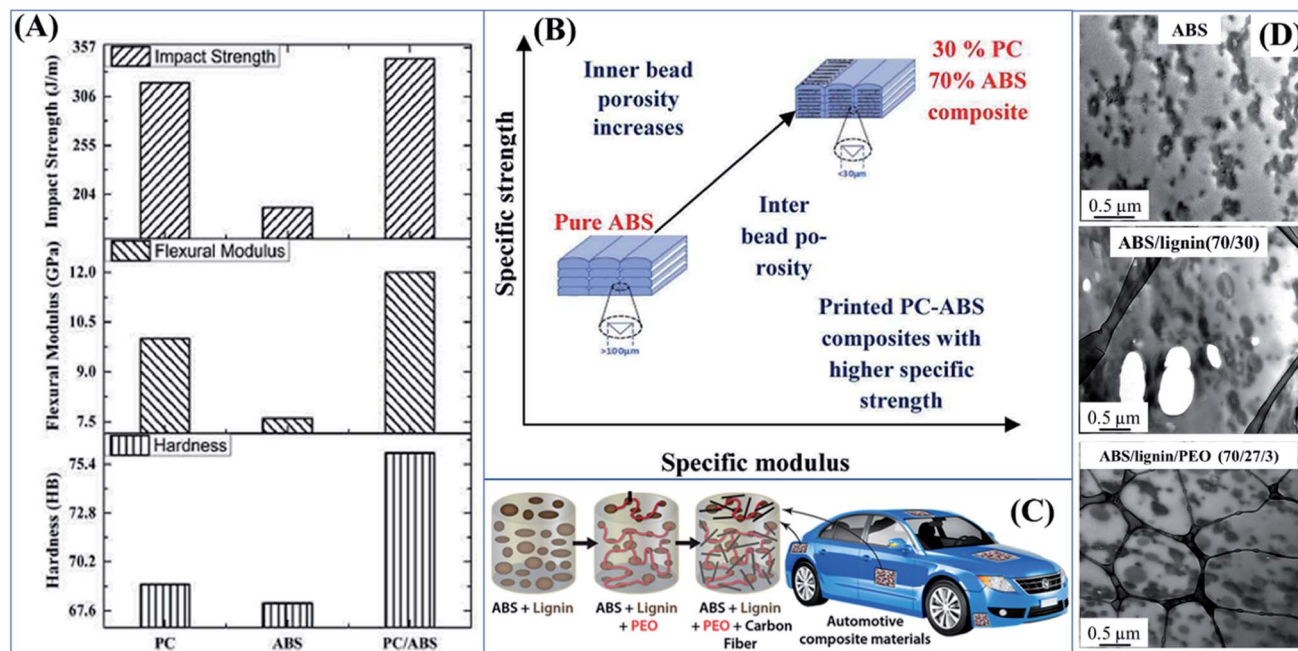 (A)
Impact Strength (J/m)
357
306
255
204
Impact Strength
Flexural Modulus (GPa)
12.0
10.5
9.0
7.5
Flexural Modulus
Hardness (HB)
75.4
72.8
70.2
67.6
Hardness
PC
ABS
PC/ABS
(B)
Specific strength
Inner bead
porosity
increases
30 % PC
70% ABS
composite
<30μm
Pure ABS
>100μm
Inter
bead po-
rosity
Printed PC-ABS
composites with
higher specific
strength
Specific modulus
(C)
ABS + Lignin
ABS + Lignin
+ PEO
ABS + Lignin
+ PEO + Carbon
Fiber
Automotive
composite materials
(D)
ABS
0.5 μm
ABS/lignin(70/30)
0.5 μm
ABS/lignin/PEO (70/27/3)
0.5 μm